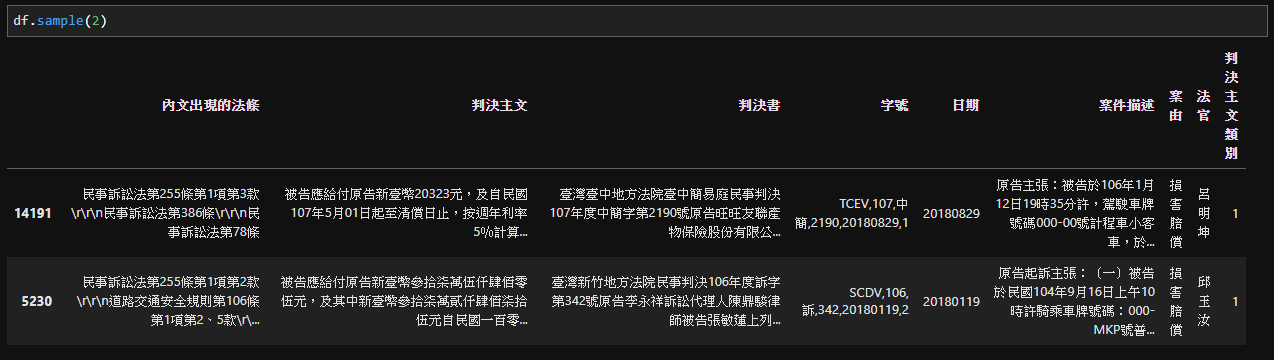 df.sample(2)
內文出現的法條 判決主文 判決書 字號 日期 案件描述 案由 法官 判決主文類別
14191
民事訴訟法第255條第1項第3款
\r\r\n民事訴訟法第386條\r\r\n民
事訴訟法第78條
被告應給付原告新臺幣20323元，及自民國
107年5月01日起至清償日止，按週年利率
5％計算...
臺灣臺中地方法院臺中簡易庭民事判決
107年度中簡字第2190號原告旺旺友聯產
物保險股份有限公...
TCEV,107,中
簡,2190,20180829,1
20180829
原告主張：被告於106年1月
12日19時35分許，駕駛車牌
號碼000-00號計程車小客
車，於...
損害賠償
呂明坤
1
5230
民事訴訟法第255條第1項第2款
\r\r\n道路交通安全規則第106條
第1項第2、5款\r\...
被告應給付原告新臺幣參拾柒萬伍仟肆佰零
伍元，及其中新臺幣參拾柒萬貳仟肆佰柒拾
伍元自民國一百零...
臺灣新竹地方法院民事判決106年度訴字
第342號原告李永祥訴訟代理人陳鼎駿律
師被告張敏蓮上列...
SCDV,106,
訴,342,20180119,2
20180119
原告起訴主張：〔一〕被告
於民國104年9月16日上午10
時許騎乘車牌號碼：000-
MKP號普...
損害賠償
邱玉汝
1